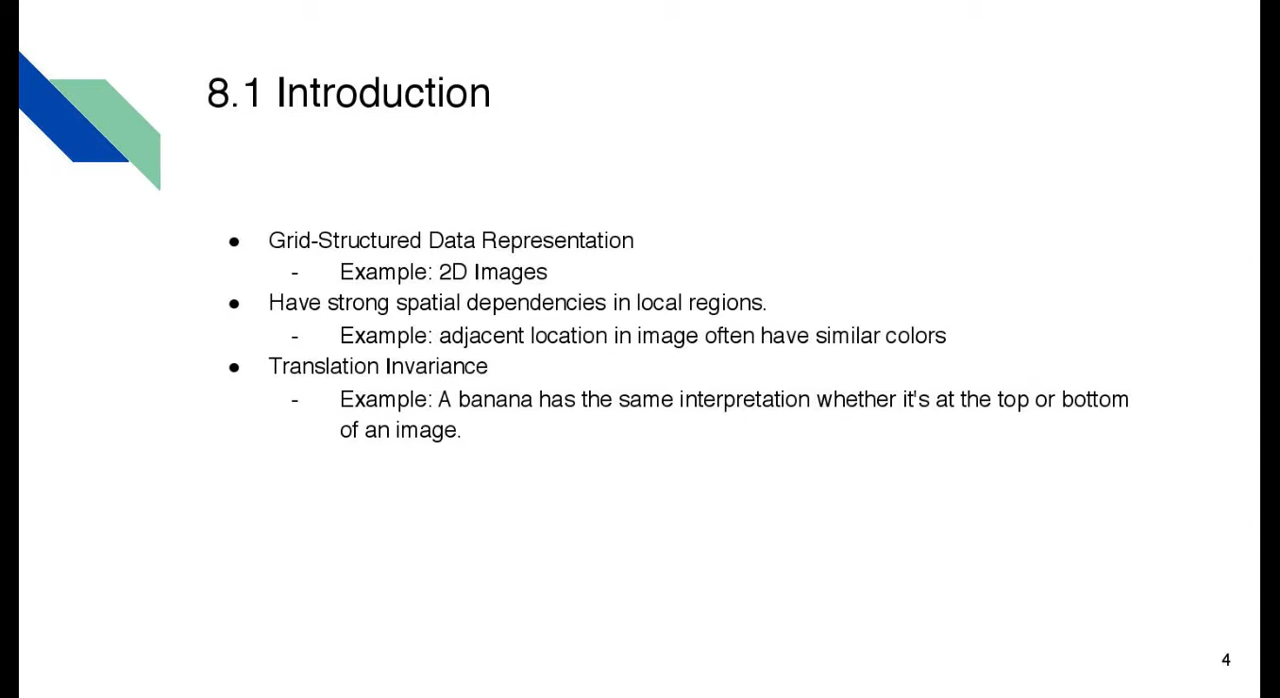 8.1 Introduction
● Grid-Structured Data Representation
- Example: 2D Images
● Have strong spatial dependencies in local regions.
- Example: adjacent location in image often have similar colors
● Translation Invariance
- Example: A banana has the same interpretation whether it's at the top or bottom
of an image.
4